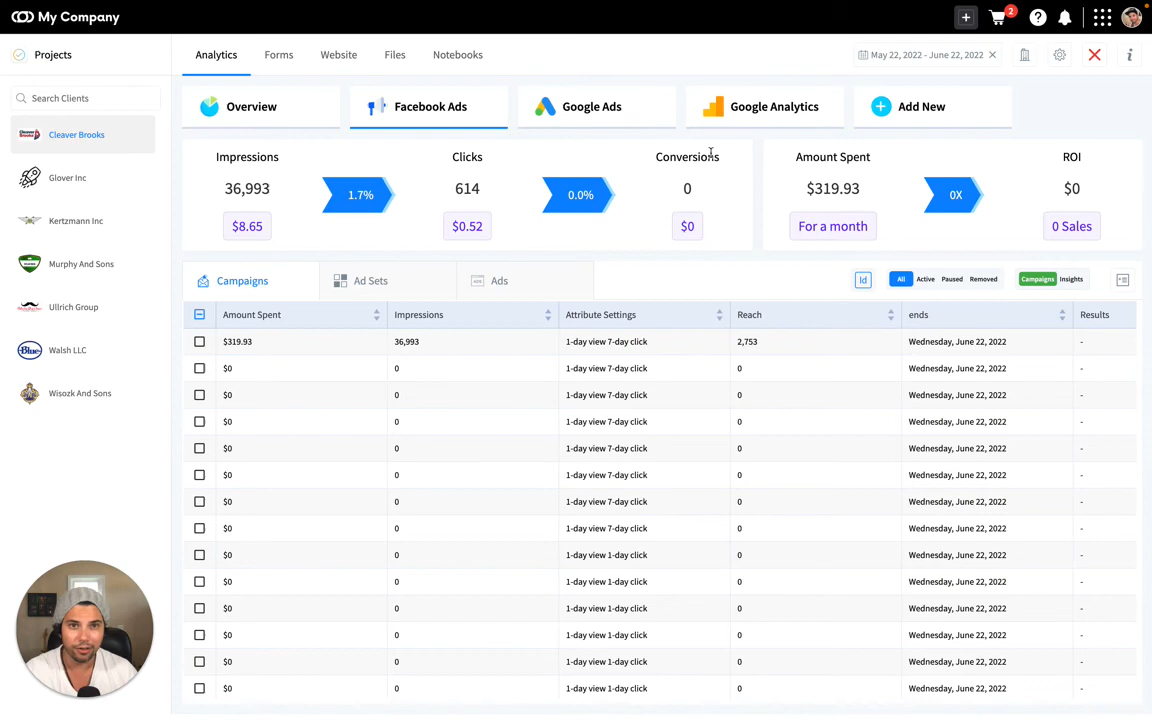 My Company
2
Projects
Analytics Forms Website Files Notebooks
May 22, 2022 - June 22, 2022
Search Clients
Overview Facebook Ads Google Ads Google Analytics Add New
Cleaver Brooks
Glover Inc
Kertzmann Inc
Murphy And Sons
Ullrich Group
Blue
Walsh LLC
Wisozk And Sons
Impressions Clicks Conversions Amount Spent ROI
36,993 1.7% 614 0.0% 0 $319.93 0X $0
$8.65 $0.52 $0 For a month 0 Sales
Campaigns Ad Sets Ads Id All Active Paused Removed Campaigns Insights
Amount Spent Impressions Attribute Settings Reach ends Results
$319.93 36,993 1-day view 7-day click 2,753 Wednesday, June 22, 2022 -
$0 0 1-day view 7-day click 0 Wednesday, June 22, 2022 -
$0 0 1-day view 7-day click 0 Wednesday, June 22, 2022 -
$0 0 1-day view 7-day click 0 Wednesday, June 22, 2022 -
$0 0 1-day view 7-day click 0 Wednesday, June 22, 2022 -
$0 0 1-day view 7-day click 0 Wednesday, June 22, 2022 -
$0 0 1-day view 7-day click 0 Wednesday, June 22, 2022 -
$0 0 1-day view 7-day click 0 Wednesday, June 22, 2022 -
$0 0 1-day view 1-day click 0 Wednesday, June 22, 2022 -
$0 0 1-day view 1-day click 0 Wednesday, June 22, 2022 -
$0 0 1-day view 1-day click 0 Wednesday, June 22, 2022 -
$0 0 1-day view 1-day click 0 Wednesday, June 22, 2022 -
$0 0 1-day view 1-day click 0 Wednesday, June 22, 2022 -
$0 0 1-day view 1-day click 0 Wednesday, June 22, 2022 -